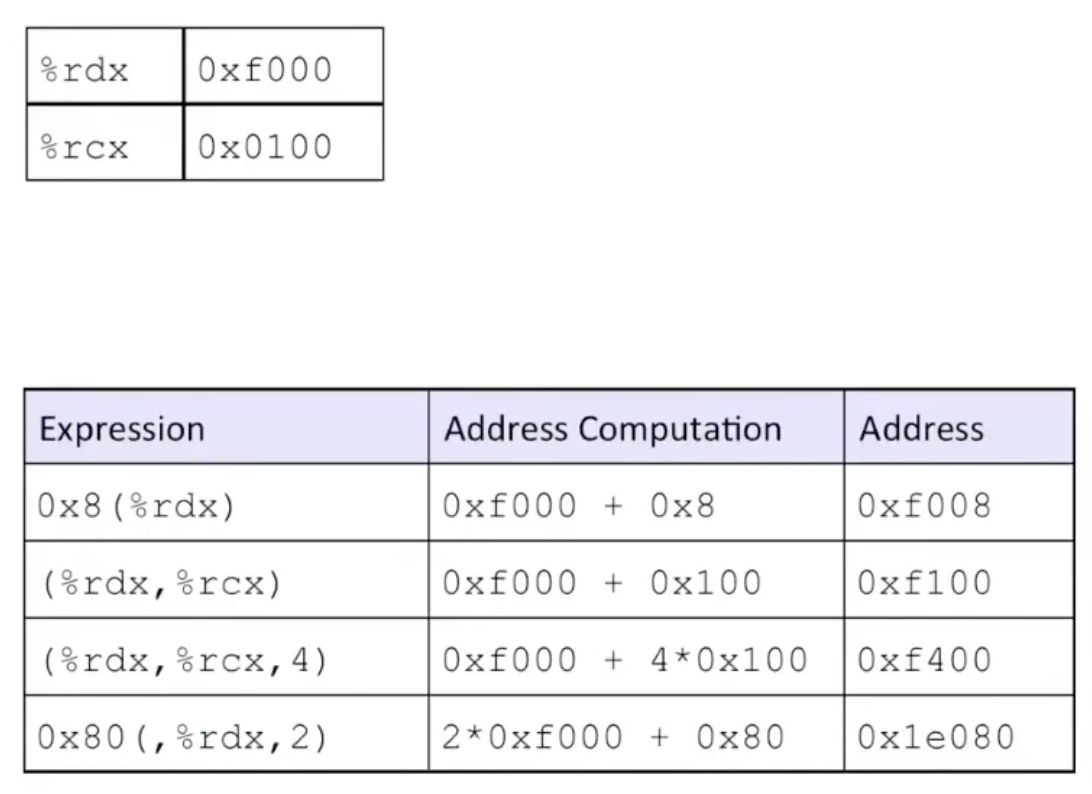 %rdx 0xf000
%rcx 0x0100
Expression Address Computation Address
0x8(%rdx) 0xf000 + 0x8 0xf008
(%rdx,%rcx) 0xf000 + 0x100 0xf100
(%rdx,%rcx,4) 0xf000 + 4*0x100 0xf400
0x80(,%rdx,2) 2*0xf000 + 0x80 0x1e080